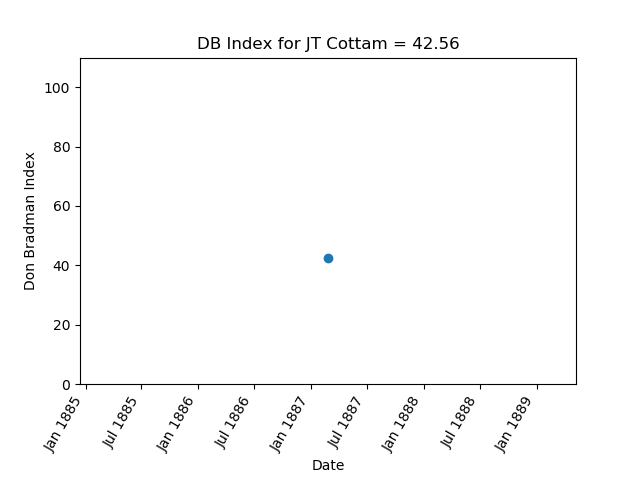 DB Index for JT Cottam = 42.56
Don Bradman Index
100
80
60
40
20
0
Jan 1885
Jul 1885
Jan 1886
Jul 1886
Jan 1887
Jul 1887
Jan 1888
Jul 1888
Jan 1889
Date